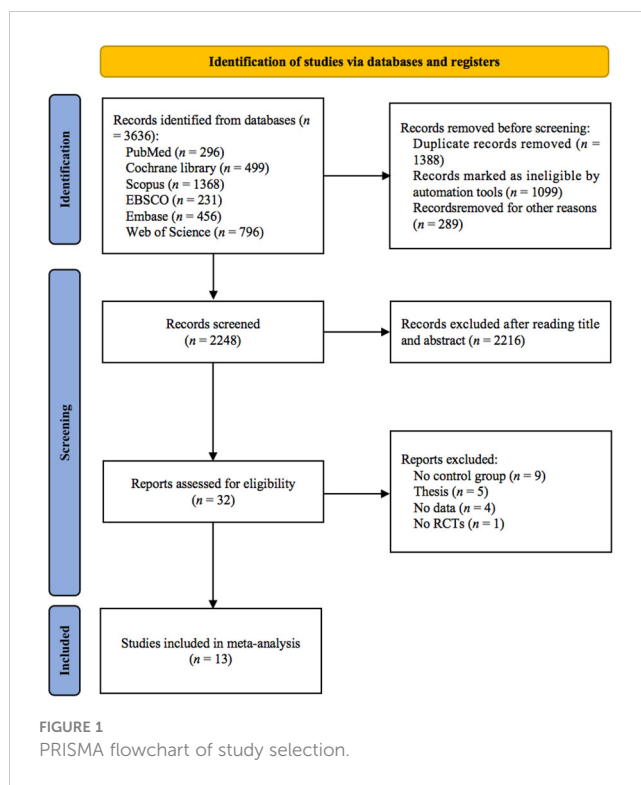 Identification of studies via databases and registers
Identification
Records identified from databases (n
= 3636):
PubMed (n = 296)
Cochrane library (n = 499)
Scopus (n = 1368)
EBSCO (n = 231)
Embase (n = 456)
Web of Science (n = 796)
Records removed before screening:
Duplicate records removed (n =
1388)
Records marked as ineligible by
automation tools (n = 1099)
Recordsremoved for other reasons
(n = 289)
Screening
Records screened
(n = 2248)
Records excluded after reading title
and abstract (n = 2216)
Reports assessed for eligibility
(n = 32)
Reports excluded:
No control group (n = 9)
Thesis (n = 5)
No data (n = 4)
No RCTs (n = 1)
Included
Studies included in meta-analysis
(n = 13)
FIGURE 1
PRISMA flowchart of study selection.